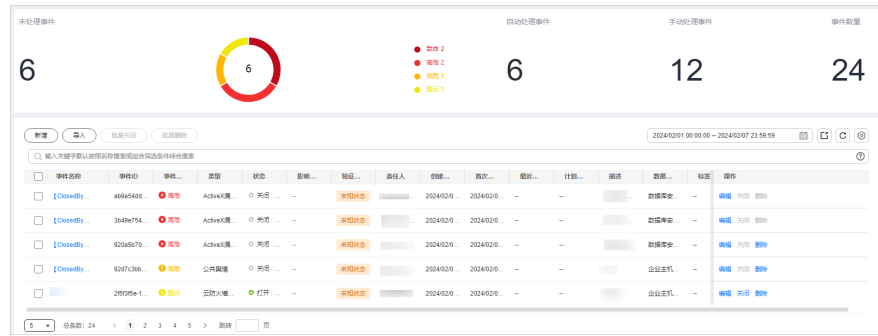 未处理事件 自动处理事件 手动处理事件 事件数量
6 6 致命 2 高危 2 低危 1 提示 1 6 12 24
新增 导入 批量关闭 批量删除 2024/02/01 00:00:00 – 2024/02/07 23:59:59
输入关键字默认按照名称搜索或组合筛选条件综合搜索
事件名称 事件ID 事件... 类型 状态 影响... 验证... 责任人 创建... 首次... 最近... 计划... 描述 数据... 标签 操作
【ClosedBy... ab9a54dd... 高危 ActiveX漏... 关闭 ... -- 未知状态 2024/02/0... 2024/02/0... -- -- ... 数据库安... -- 编辑 关闭 删除
【ClosedBy... 3b49e754... 高危 ActiveX漏... 关闭 ... -- 未知状态 ... 2024/02/0... 2024/02/0... -- -- ... 数据库安... -- 编辑 关闭 删除
【ClosedBy... 920a5b70... 高危 ActiveX漏... 关闭 ... -- 未知状态 2024/02/0... 2024/02/0... -- -- ... 数据库安... -- 编辑 关闭 删除
【ClosedBy... 92d7c3bb... 低危 公共舆情 关闭 ... -- 未知状态 2024/02/0... 2024/02/0... -- -- 企业主机... -- 编辑 关闭 删除
2f5f3f5e-1... 提示 云防火墙... 打开 ... -- 未知状态 2024/02/0... 2024/02/0... -- -- 企业主机... -- 编辑 关闭 删除
5 总条数: 24 < 1 2 3 4 5 > 跳转 页